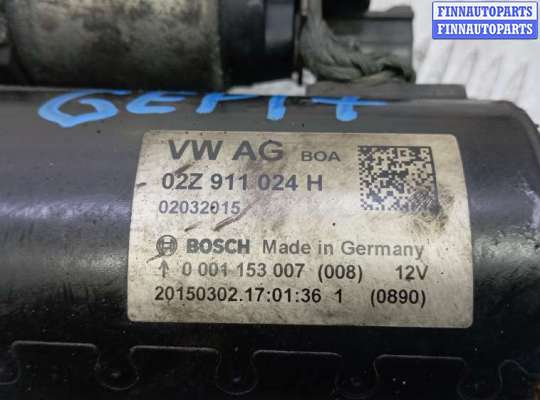 FINNAUTOPARTS
FINNAUTOPARTS
VW AG BOA
02Z 911 024 H
02032015
BOSCH Made in Germany
↑ 0 001 153 007 (008) 12V
20150302.17:01:36 1 (0890)